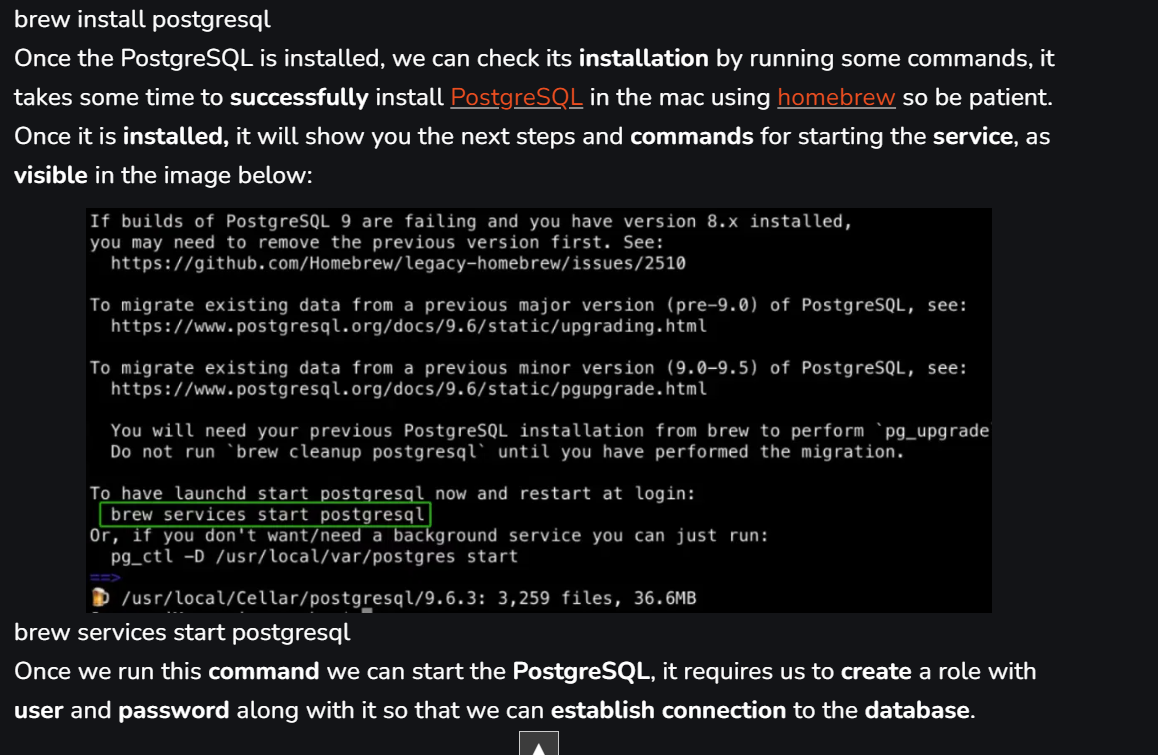 brew install postgresql
Once the PostgreSQL is installed, we can check its installation by running some commands, it
takes some time to successfully install PostgreSQL in the mac using homebrew so be patient.
Once it is installed, it will show you the next steps and commands for starting the service, as
visible in the image below:
If builds of PostgreSQL 9 are failing and you have version 8.x installed,
you may need to remove the previous version first. See:
https://github.com/Homebrew/legacy-homebrew/issues/2510
To migrate existing data from a previous major version (pre-9.0) of PostgreSQL, see:
https://www.postgresql.org/docs/9.6/static/upgrading.html
To migrate existing data from a previous minor version (9.0-9.5) of PostgreSQL, see:
https://www.postgresql.org/docs/9.6/static/pgupgrade.html
You will need your previous PostgreSQL installation from brew to perform `pg_upgrade`
Do not run `brew cleanup postgresql` until you have performed the migration.
To have launchd start postgresql now and restart at login:
brew services start postgresql
Or, if you don't want/need a background service you can just run:
pg_ctl -D /usr/local/var/postgres start
==>
/usr/local/Cellar/postgresql/9.6.3: 3,259 files, 36.6MB
brew services start postgresql
Once we run this command we can start the PostgreSQL, it requires us to create a role with
user and password along with it so that we can establish connection to the database.